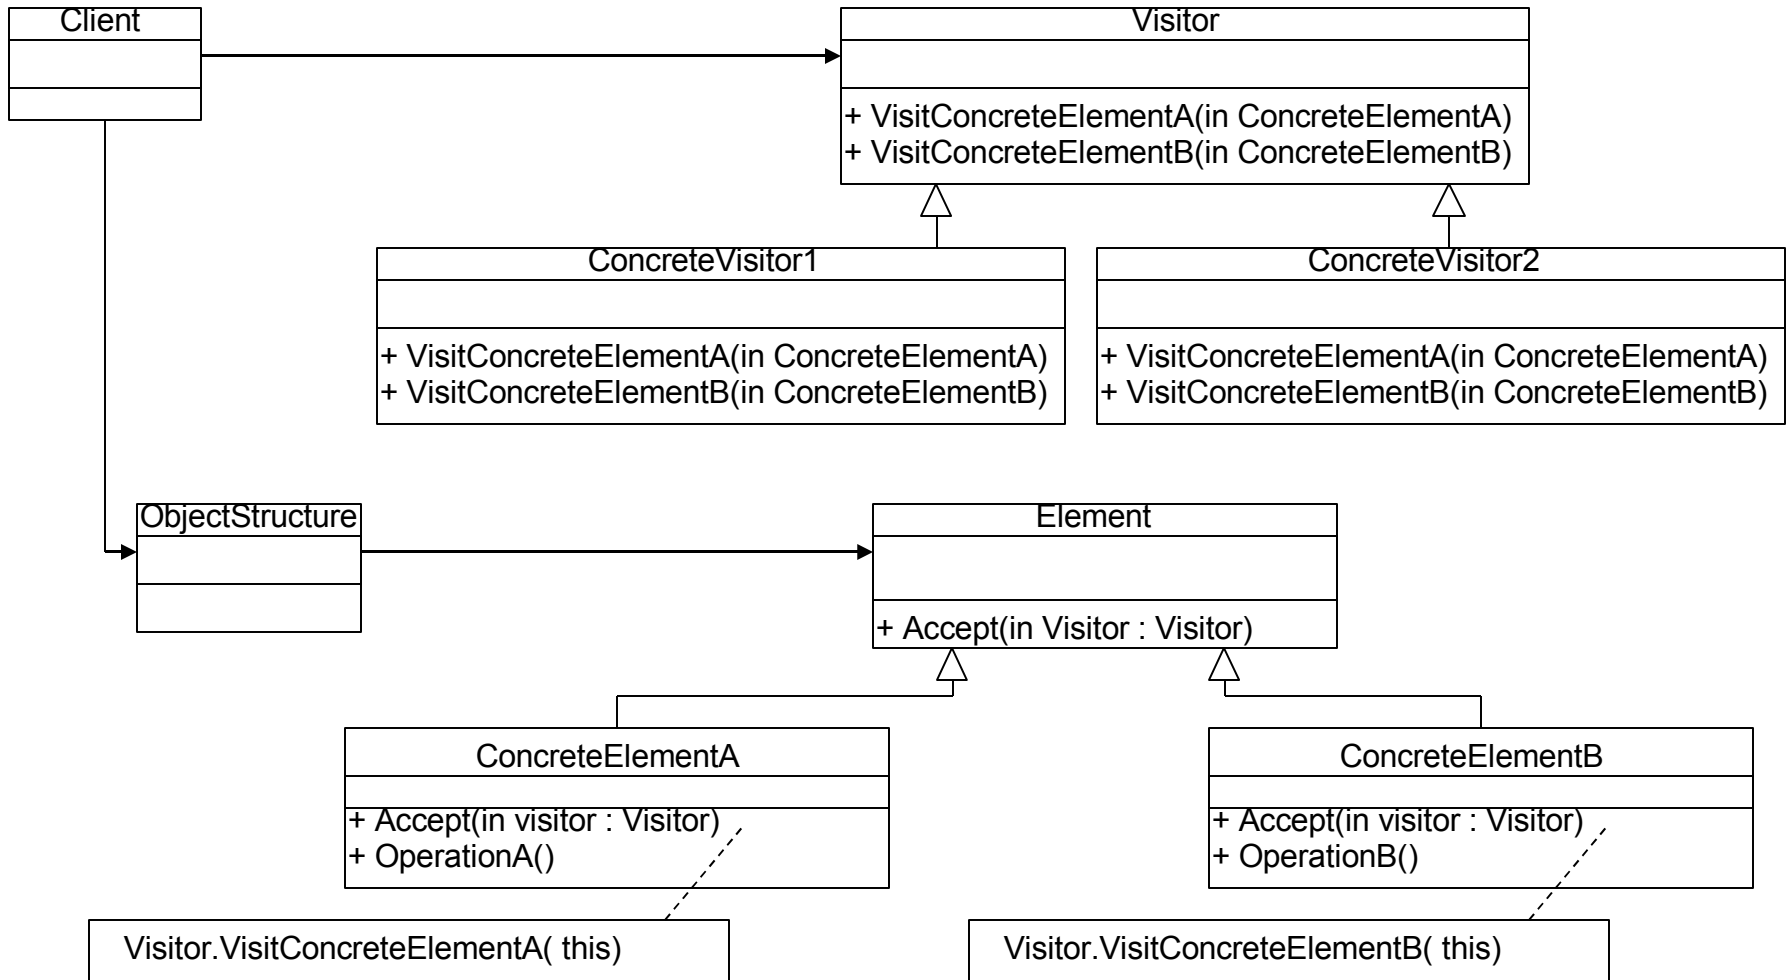 Client
Visitor
+ VisitConcreteElementA(in ConcreteElementA)
+ VisitConcreteElementB(in ConcreteElementB)
ConcreteVisitor1
+ VisitConcreteElementA(in ConcreteElementA)
+ VisitConcreteElementB(in ConcreteElementB)
ConcreteVisitor2
+ VisitConcreteElementA(in ConcreteElementA)
+ VisitConcreteElementB(in ConcreteElementB)
ObjectStructure
Element
+ Accept(in Visitor : Visitor)
ConcreteElementA
+ Accept(in visitor : Visitor)
+ OperationA()
ConcreteElementB
+ Accept(in visitor : Visitor)
+ OperationB()
Visitor.VisitConcreteElementA( this)
Visitor.VisitConcreteElementB( this)